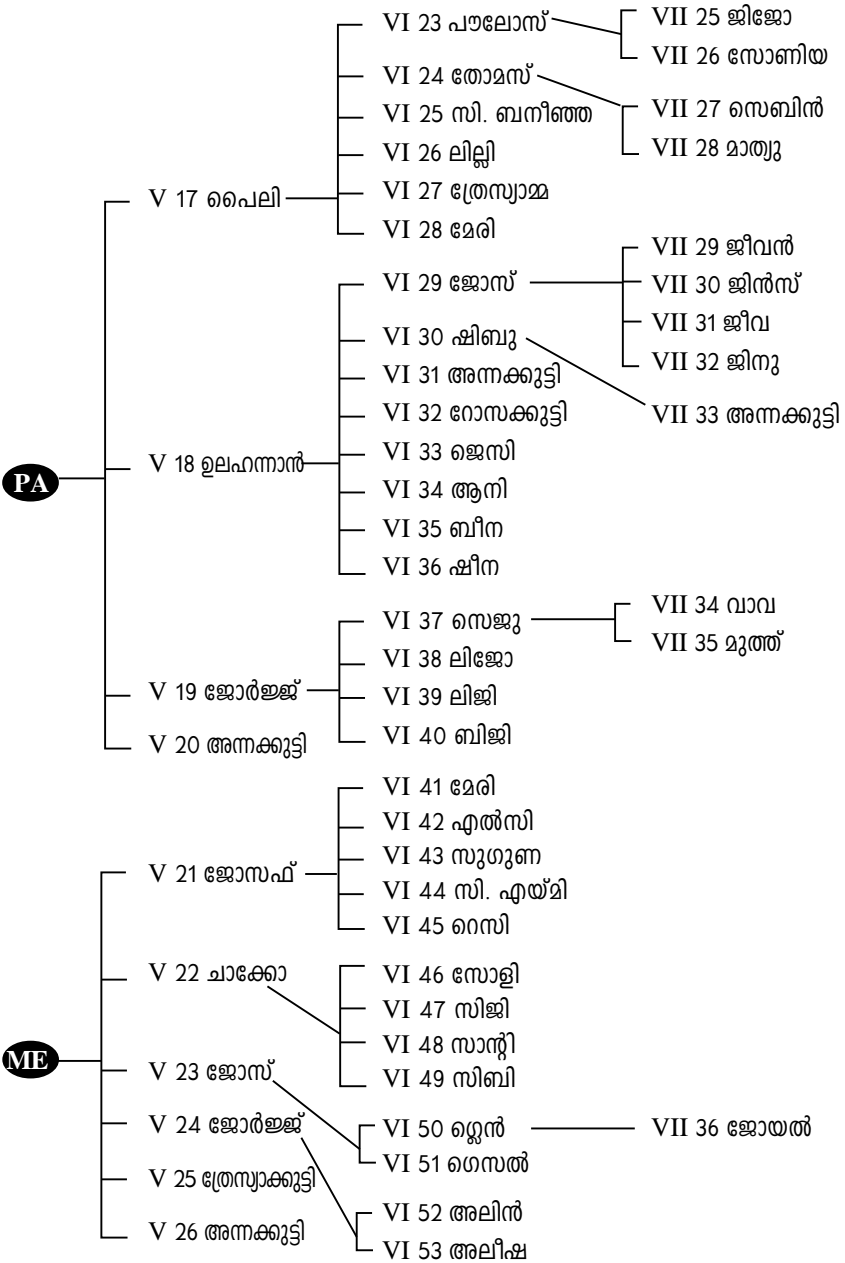 PA
V 17 പൈലി
VI 23 പൗലോസ്
VII 25 ജിജോ
VII 26 സോണിയ
VI 24 തോമസ്
VII 27 സെബിൻ
VII 28 മാത്യു
VI 25 സി. ബനീഞ്ഞ
VI 26 ലില്ലി
VI 27 ത്രേസ്യാമ്മ
VI 28 മേരി
V 18 ഉലഹന്നാൻ
VI 29 ജോസ്
VII 29 ജീവൻ
VII 30 ജിൻസ്
VII 31 ജീവ
VII 32 ജിനു
VI 30 ഷിബു
VII 33 അന്നക്കുട്ടി
VI 31 അന്നക്കുട്ടി
VI 32 റോസക്കുട്ടി
VI 33 ജെസി
VI 34 ആനി
VI 35 ബീന
VI 36 ഷീന
V 19 ജോർജ്ജ്
VI 37 സെജു
VII 34 വാവ
VII 35 മുത്ത്
VI 38 ലിജോ
VI 39 ലിജി
VI 40 ബിജി
V 20 അന്നക്കുട്ടി
ME
V 21 ജോസഫ്
VI 41 മേരി
VI 42 എൽസി
VI 43 സുഗുണ
VI 44 സി. എയ്മി
VI 45 റെസി
V 22 ചാക്കോ
VI 46 സോളി
VI 47 സിജി
VI 48 സാന്റി
VI 49 സിബി
V 23 ജോസ്
VI 50 ഗ്ലെൻ
VII 36 ജോയൽ
VI 51 ഗെസൽ
V 24 ജോർജ്ജ്
VI 52 അലിൻ
VI 53 അലീഷ
V 25 ത്രേസ്യാക്കുട്ടി
V 26 അന്നക്കുട്ടി